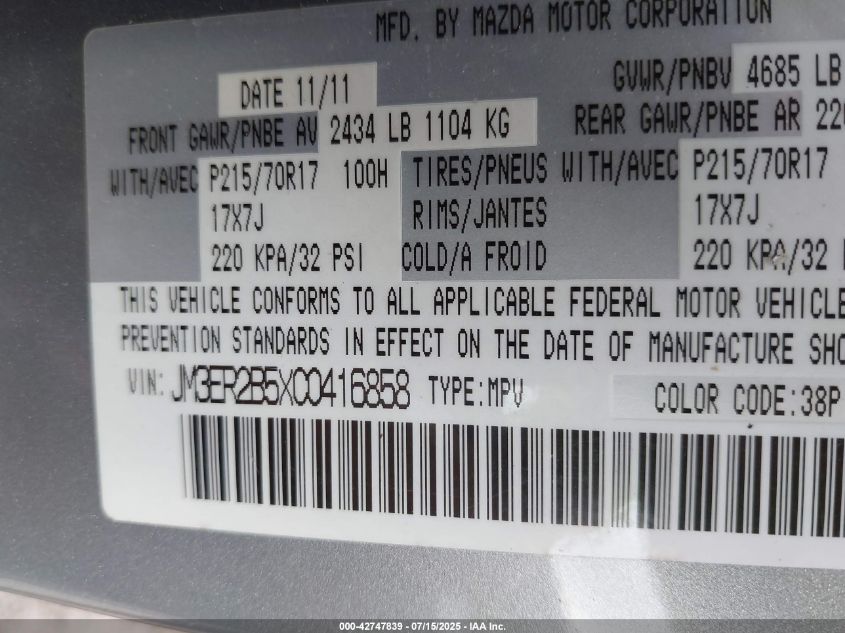 MFD. BY MAZDA MOTOR CORPORATION
DATE 11/11 GVWR/PNBV 4685 LB
FRONT GAWR/PNBE AV 2434 LB 1104 KG REAR GAWR/PNBE AR
WITH/AVEC P215/70R17 100H TIRES/PNEUS WITH/AVEC P215/70R17
17X7J RIMS/JANTES 17X7J
220 KPA/32 PSI COLD/A FROID 220 KPA/32
THIS VEHICLE CONFORMS TO ALL APPLICABLE FEDERAL MOTOR VEHICLE
PREVENTION STANDARDS IN EFFECT ON THE DATE OF MANUFACTURE
VIN: JM3ER2B5XC0416858 TYPE:MPV COLOR CODE:38P
000-42747839 - 07/15/2025 - IAA Inc.